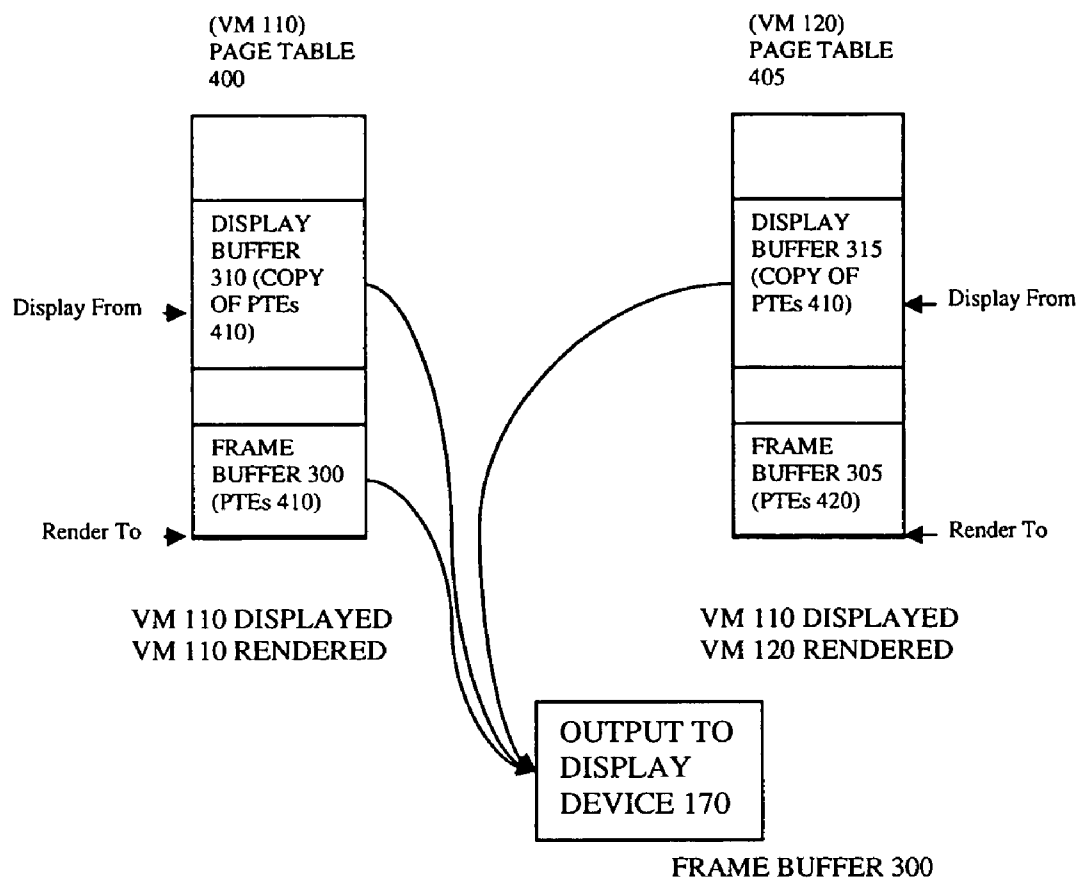 (VM 110)
PAGE TABLE
400
(VM 120)
PAGE TABLE
405
DISPLAY
BUFFER
310 (COPY
OF PTEs
410)
Display From
DISPLAY
BUFFER 315
(COPY OF
PTEs 410)
Display From
FRAME
BUFFER 300
(PTEs 410)
Render To
FRAME
BUFFER 305
(PTEs 420)
Render To
VM 110 DISPLAYED
VM 110 RENDERED
VM 110 DISPLAYED
VM 120 RENDERED
OUTPUT TO
DISPLAY
DEVICE 170
FRAME BUFFER 300